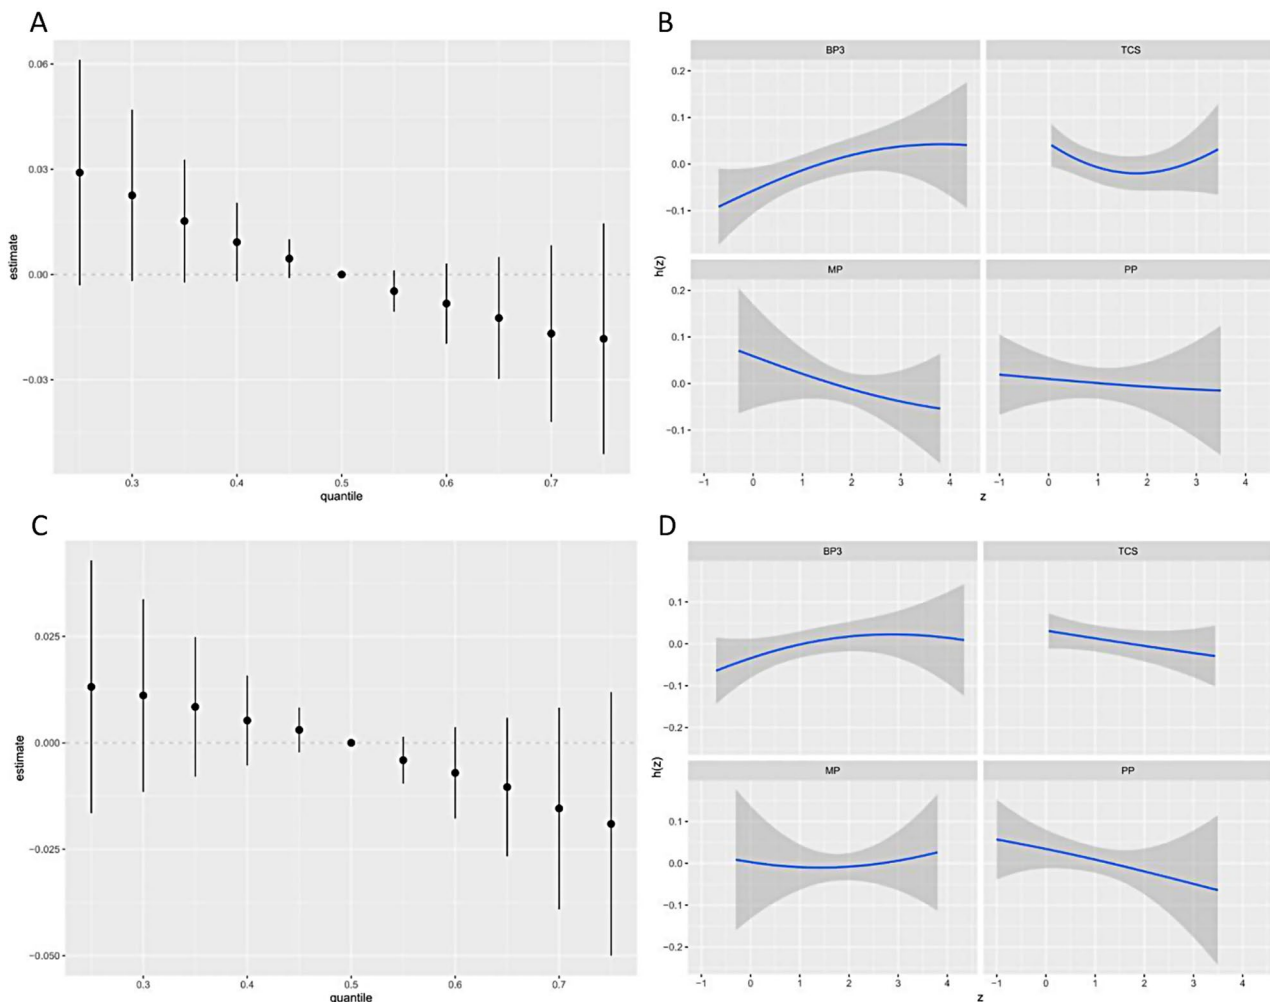 A
0.06
0.03
0.00
−0.03
estimate
0.3
0.4
0.5
0.6
0.7
quantile
B
BP3
TCS
0.2
0.1
0.0
−0.1
h(z)
MP
PP
0.2
0.1
0.0
−0.1
−1
0
1
2
3
4
−1
0
1
2
3
4
z
C
0.025
0.000
−0.025
−0.050
estimate
0.3
0.4
0.5
0.6
0.7
quantile
D
BP3
TCS
0.1
0.0
−0.1
−0.2
h(z)
MP
PP
0.1
0.0
−0.1
−0.2
−1
0
1
2
3
4
−1
0
1
2
3
4
z